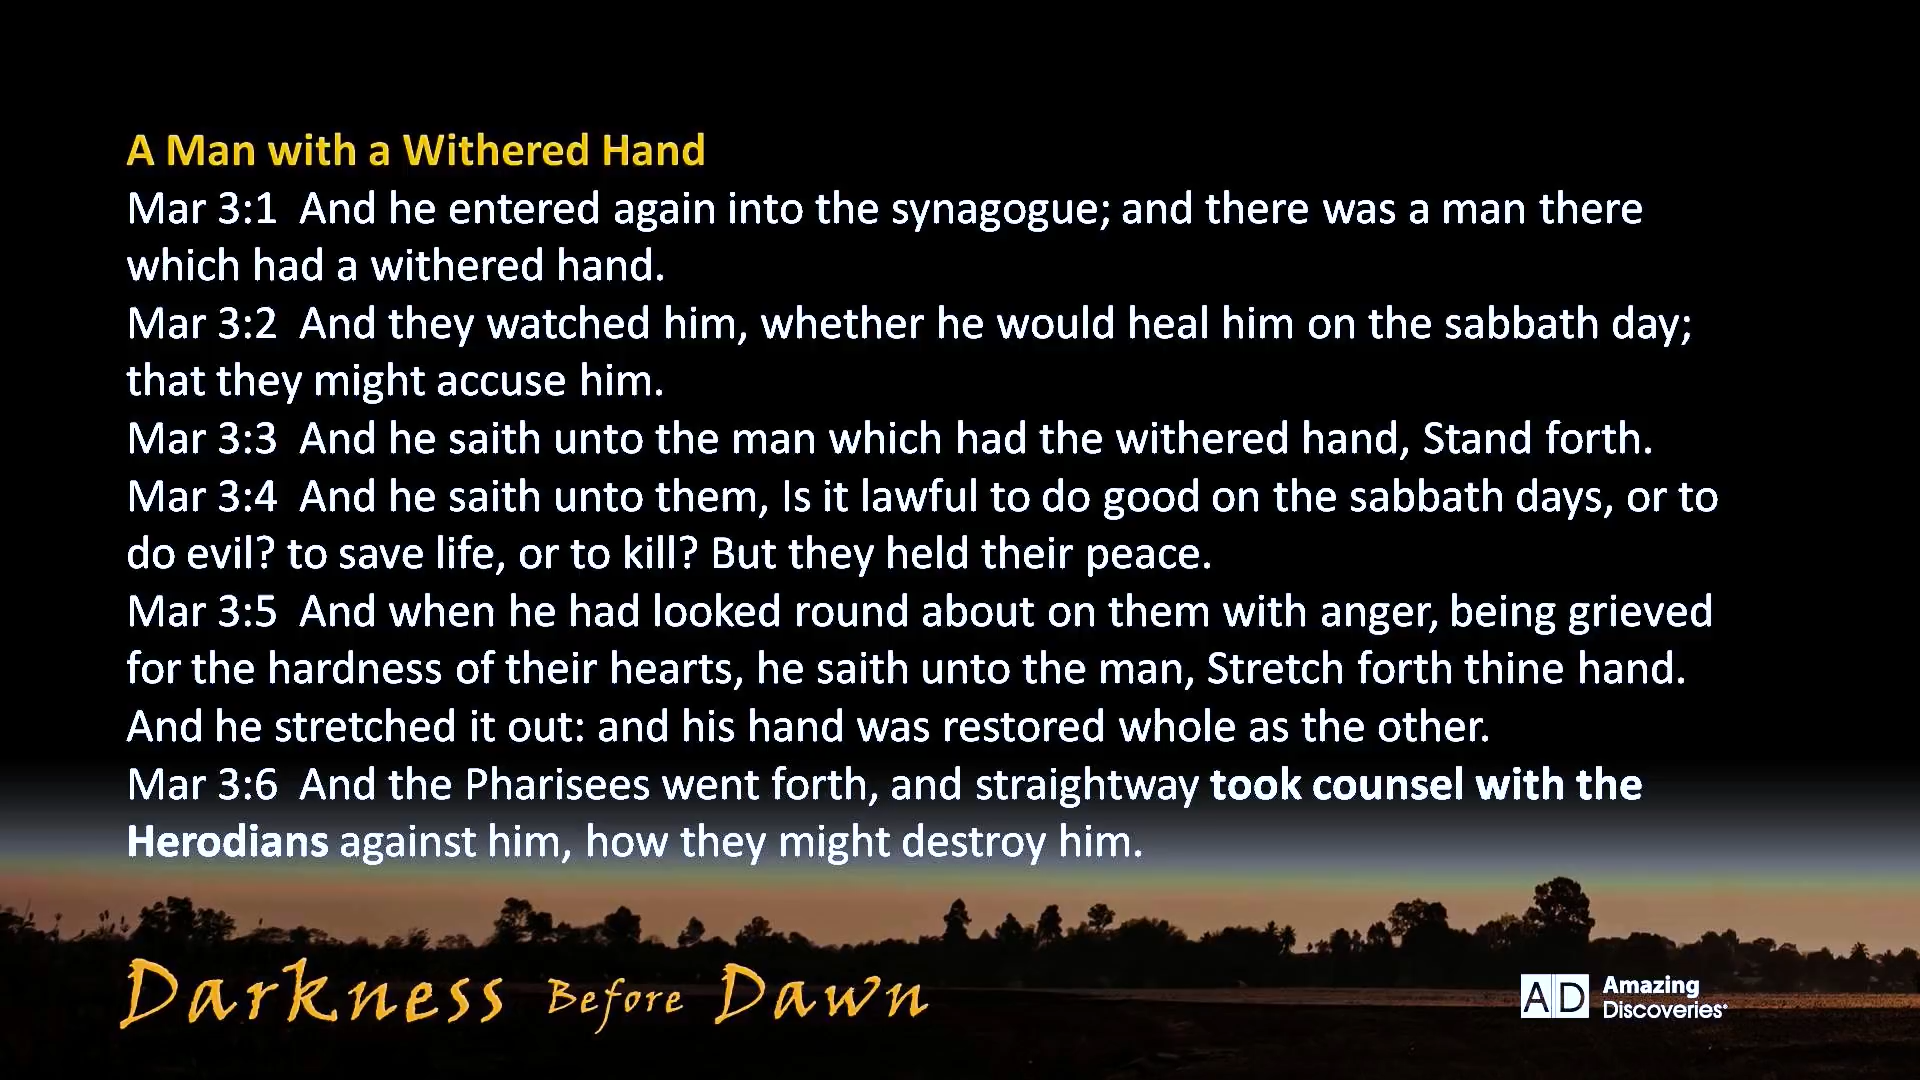 A Man with a Withered Hand
Mar 3:1  And he entered again into the synagogue; and there was a man there
which had a withered hand.
Mar 3:2  And they watched him, whether he would heal him on the sabbath day;
that they might accuse him.
Mar 3:3  And he saith unto the man which had the withered hand, Stand forth.
Mar 3:4  And he saith unto them, Is it lawful to do good on the sabbath days, or to
do evil? to save life, or to kill? But they held their peace.
Mar 3:5  And when he had looked round about on them with anger, being grieved
for the hardness of their hearts, he saith unto the man, Stretch forth thine hand.
And he stretched it out: and his hand was restored whole as the other.
Mar 3:6  And the Pharisees went forth, and straightway took counsel with the
Herodians against him, how they might destroy him.
Darkness Before Dawn
AD Amazing
Discoveries